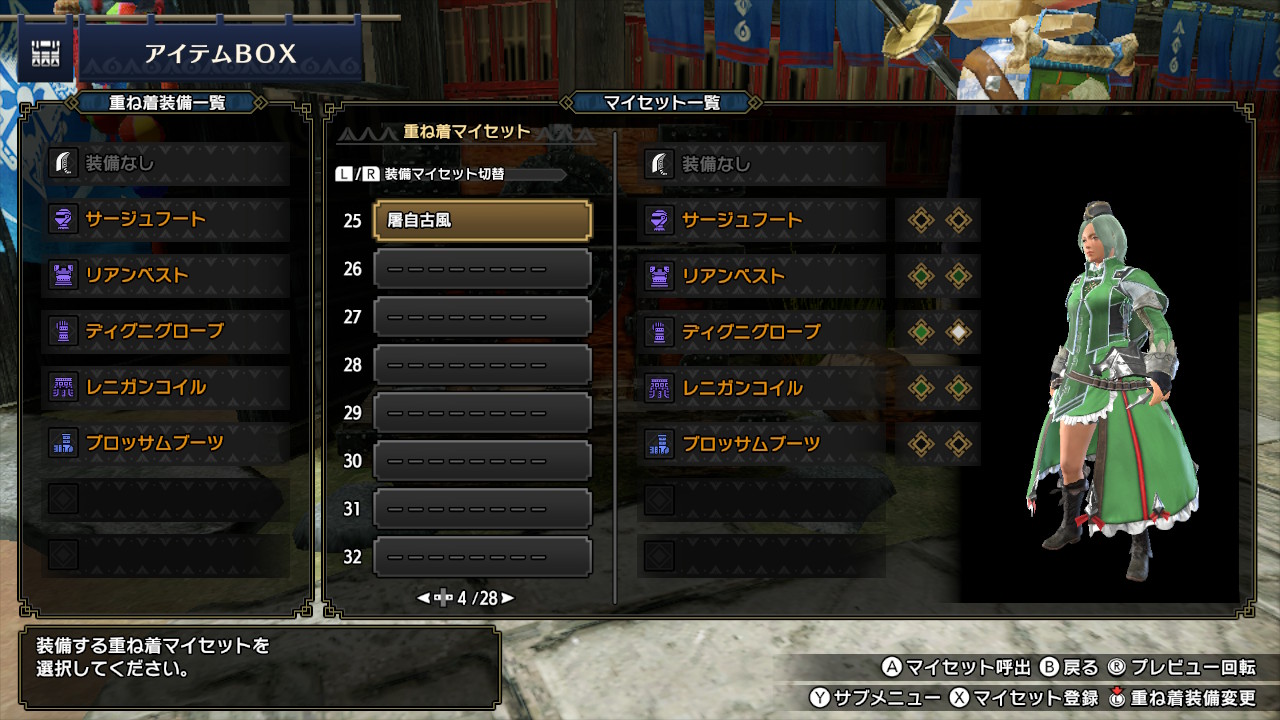 アイテムBOX
重ね着装備一覧
装備なし
サージュフート
リアンベスト
ディグニグローブ
レニガンコイル
ブロッサムブーツ
マイセット一覧
重ね着マイセット
L/R 装備マイセット切替
25 屠自古風
26 --------
27 --------
28 --------
29 --------
30 --------
31 --------
32 --------
4/28
装備なし
サージュフート
リアンベスト
ディグニグローブ
レニガンコイル
ブロッサムブーツ
装備する重ね着マイセットを
選択してください。
Aマイセット呼出 B戻る Rプレビュー回転
Yサブメニュー Xマイセット登録 L重ね着装備変更